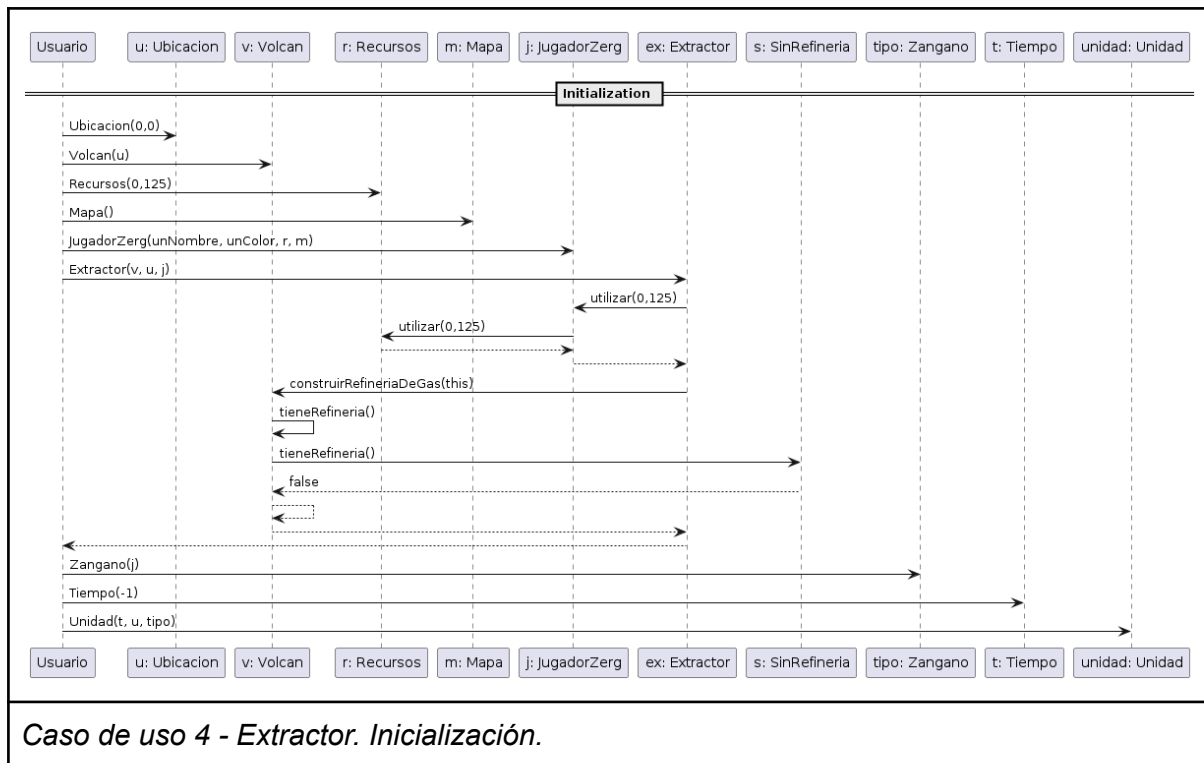 Usuario
u: Ubicacion
v: Volcan
r: Recursos
m: Mapa
j: JugadorZerg
ex: Extractor
s: SinRefineria
tipo: Zangano
t: Tiempo
unidad: Unidad
Initialization
Ubicacion(0,0)
Volcan(u)
Recursos(0,125)
Mapa()
JugadorZerg(unNombre, unColor, r, m)
Extractor(v, u, j)
utilizar(0,125)
utilizar(0,125)
construirRefineriaDeGas(this)
tieneRefineria()
tieneRefineria()
false
Zangano(j)
Tiempo(-1)
Unidad(t, u, tipo)
Usuario
u: Ubicacion
v: Volcan
r: Recursos
m: Mapa
j: JugadorZerg
ex: Extractor
s: SinRefineria
tipo: Zangano
t: Tiempo
unidad: Unidad
Caso de uso 4 - Extractor. Inicialización.